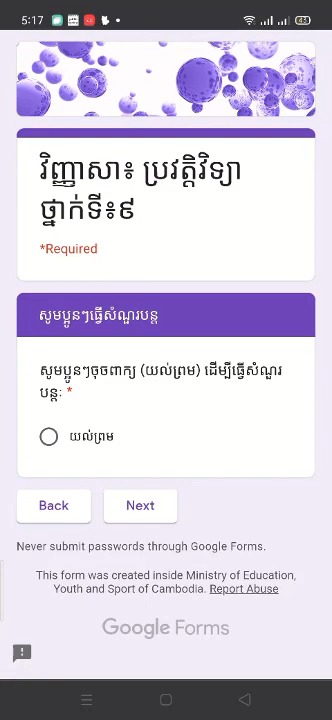 5:17
43
វិញ្ញាសា៖ ប្រវត្តិវិទ្យា
ថ្នាក់ទី៖៩
*Required
សូមប្អូនៗធ្វើសំណួរបន្ត
សូមប្អូនៗចុចពាក្យ (យល់ព្រម) ដើម្បីធ្វើសំណួរ
បន្តៈ *
យល់ព្រម
Back
Next
Never submit passwords through Google Forms.
This form was created inside Ministry of Education,
Youth and Sport of Cambodia. Report Abuse
Google Forms